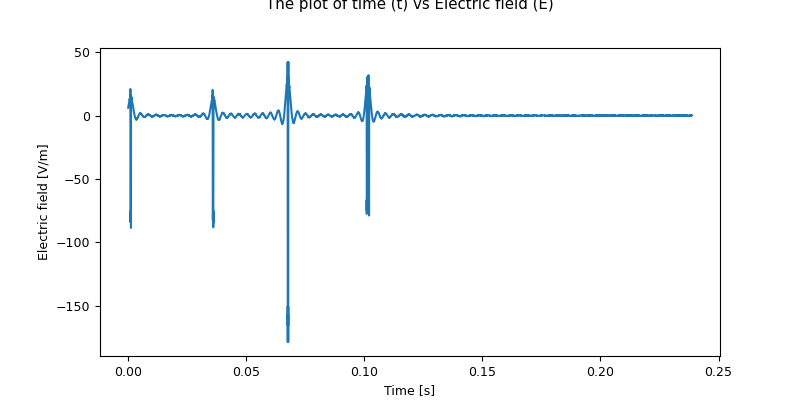 The plot of time (t) vs Electric field (E)
50
0
−50
−100
−150
Electric field [V/m]
0.00 0.05 0.10 0.15 0.20 0.25
Time [s]